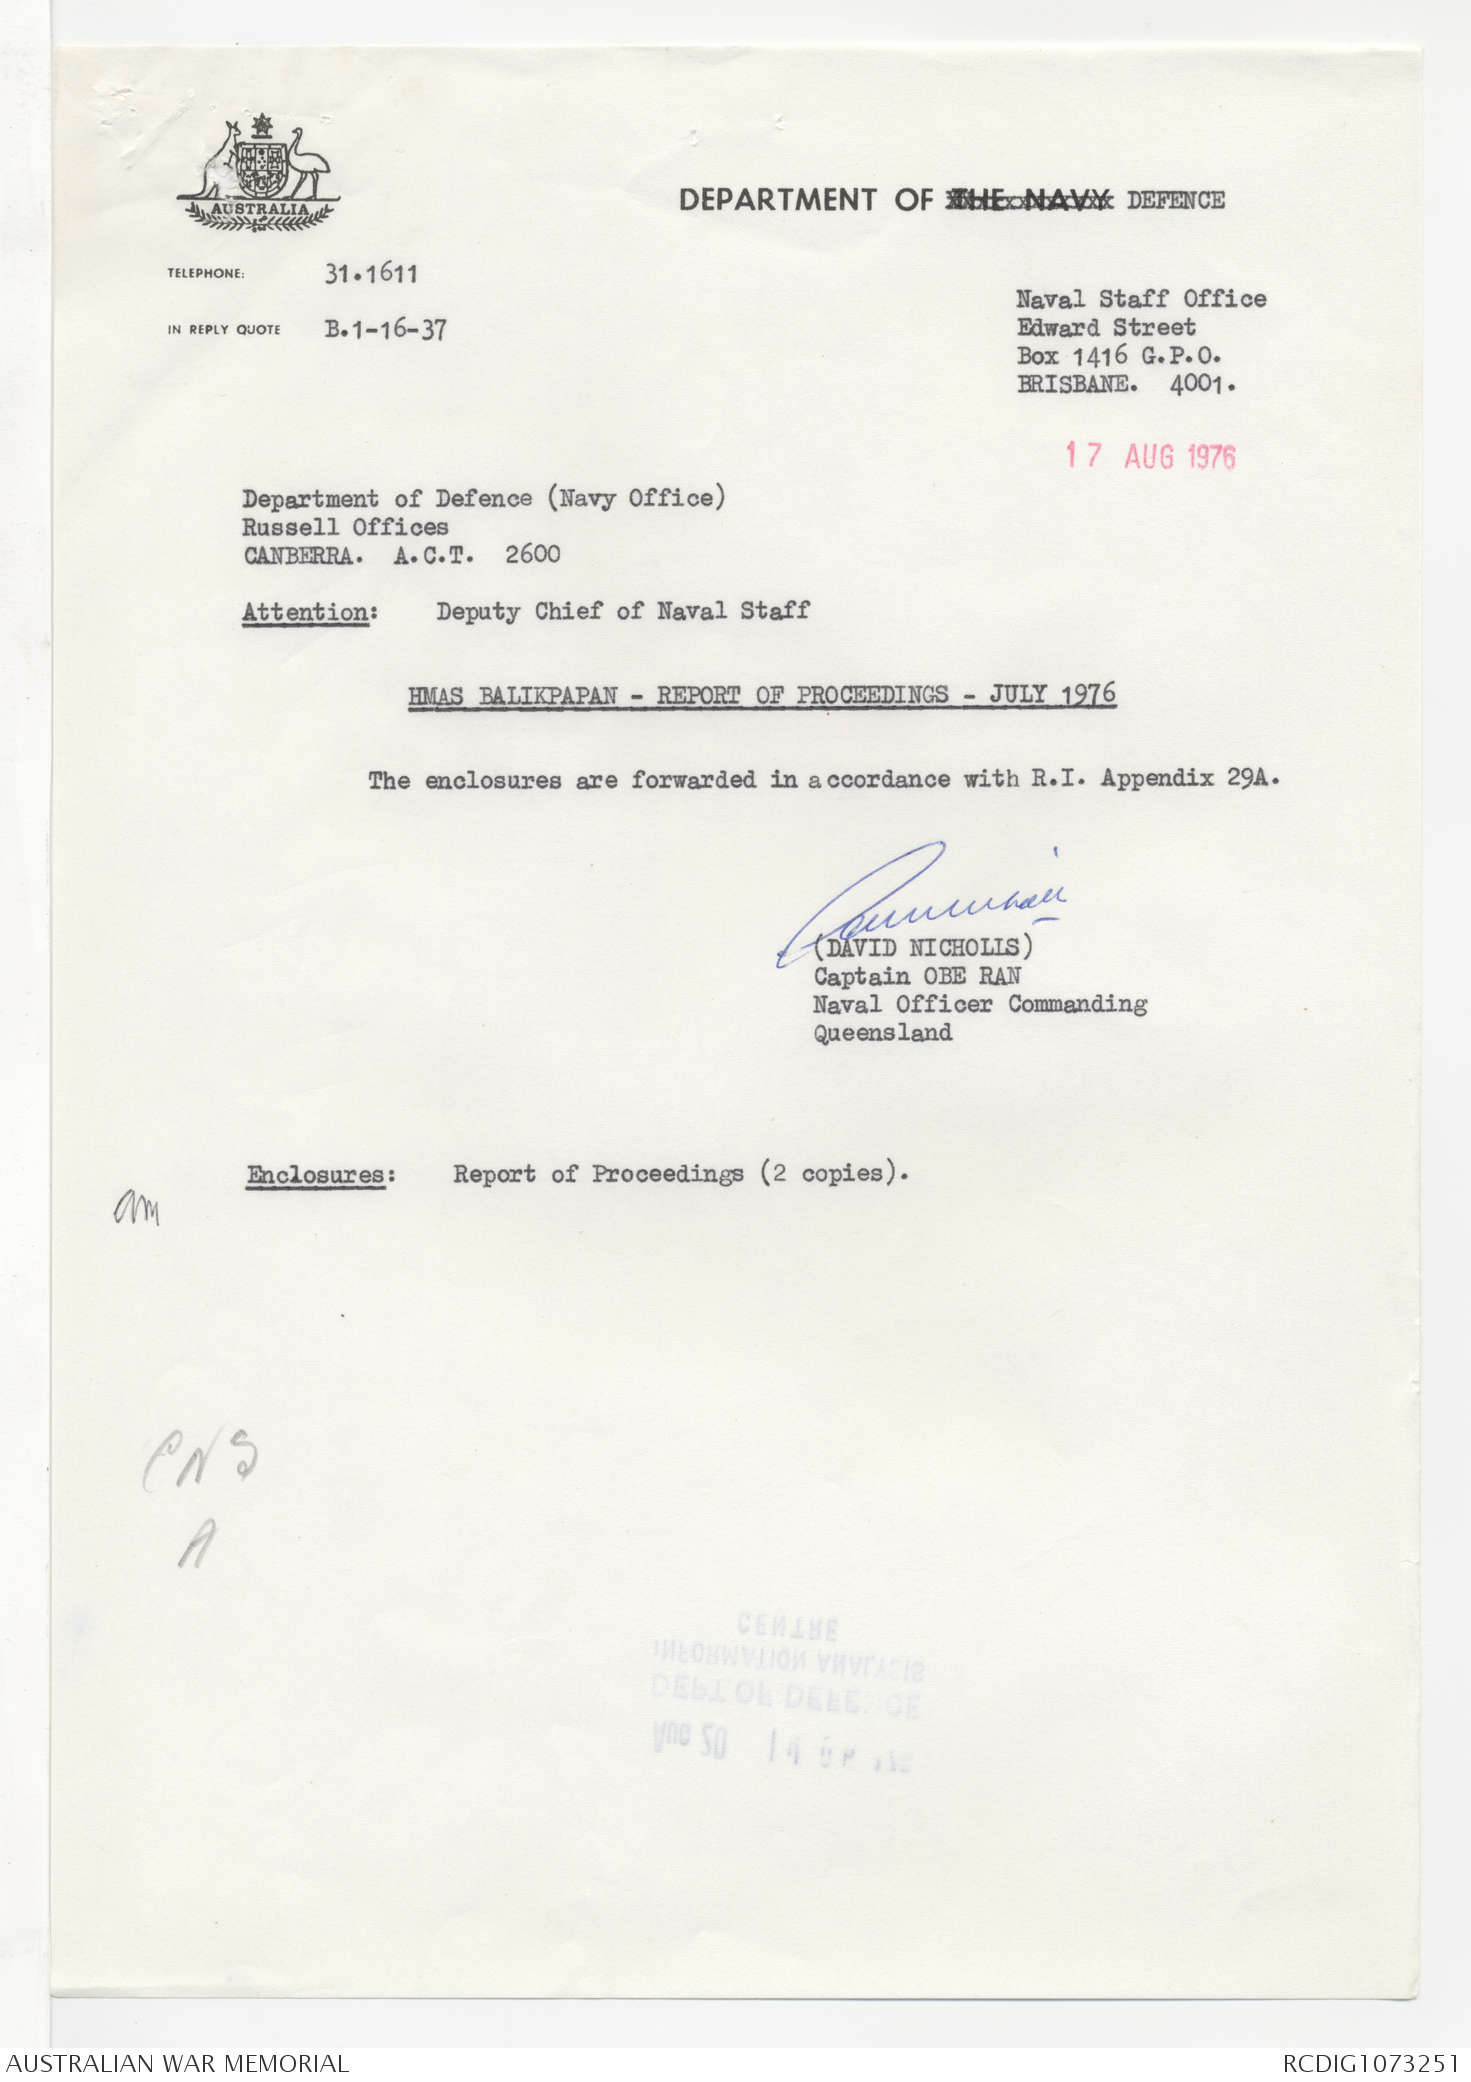 AUSTRALIA
DEPARTMENT OF THE NAVY DEFENCE
TELEPHONE: 31.1611
IN REPLY QUOTE B.1-16-37
Naval Staff Office
Edward Street
Box 1416 G.P.O.
BRISBANE. 4001.
17 AUG 1976
Department of Defence (Navy Office)
Russell Offices
CANBERRA. A.C.T. 2600
Attention: Deputy Chief of Naval Staff
HMAS BALIKPAPAN - REPORT OF PROCEEDINGS - JULY 1976
The enclosures are forwarded in accordance with R.I. Appendix 29A.
(DAVID NICHOLLS)
Captain OBE RAN
Naval Officer Commanding
Queensland
Enclosures: Report of Proceedings (2 copies).
CNS
A
CENTRE
INFORMATION ANALYSIS
DEPT OF DEFENCE
AUG 20
AUSTRALIAN WAR MEMORIAL
RCDIG1073251